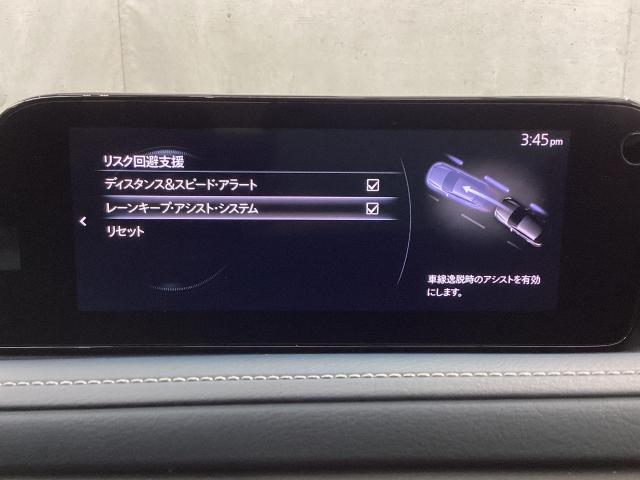 3:45pm
リスク回避支援
ディスタンス&スピード・アラート
レーンキープ・アシスト・システム
リセット
車線逸脱時のアシストを有効
にします。